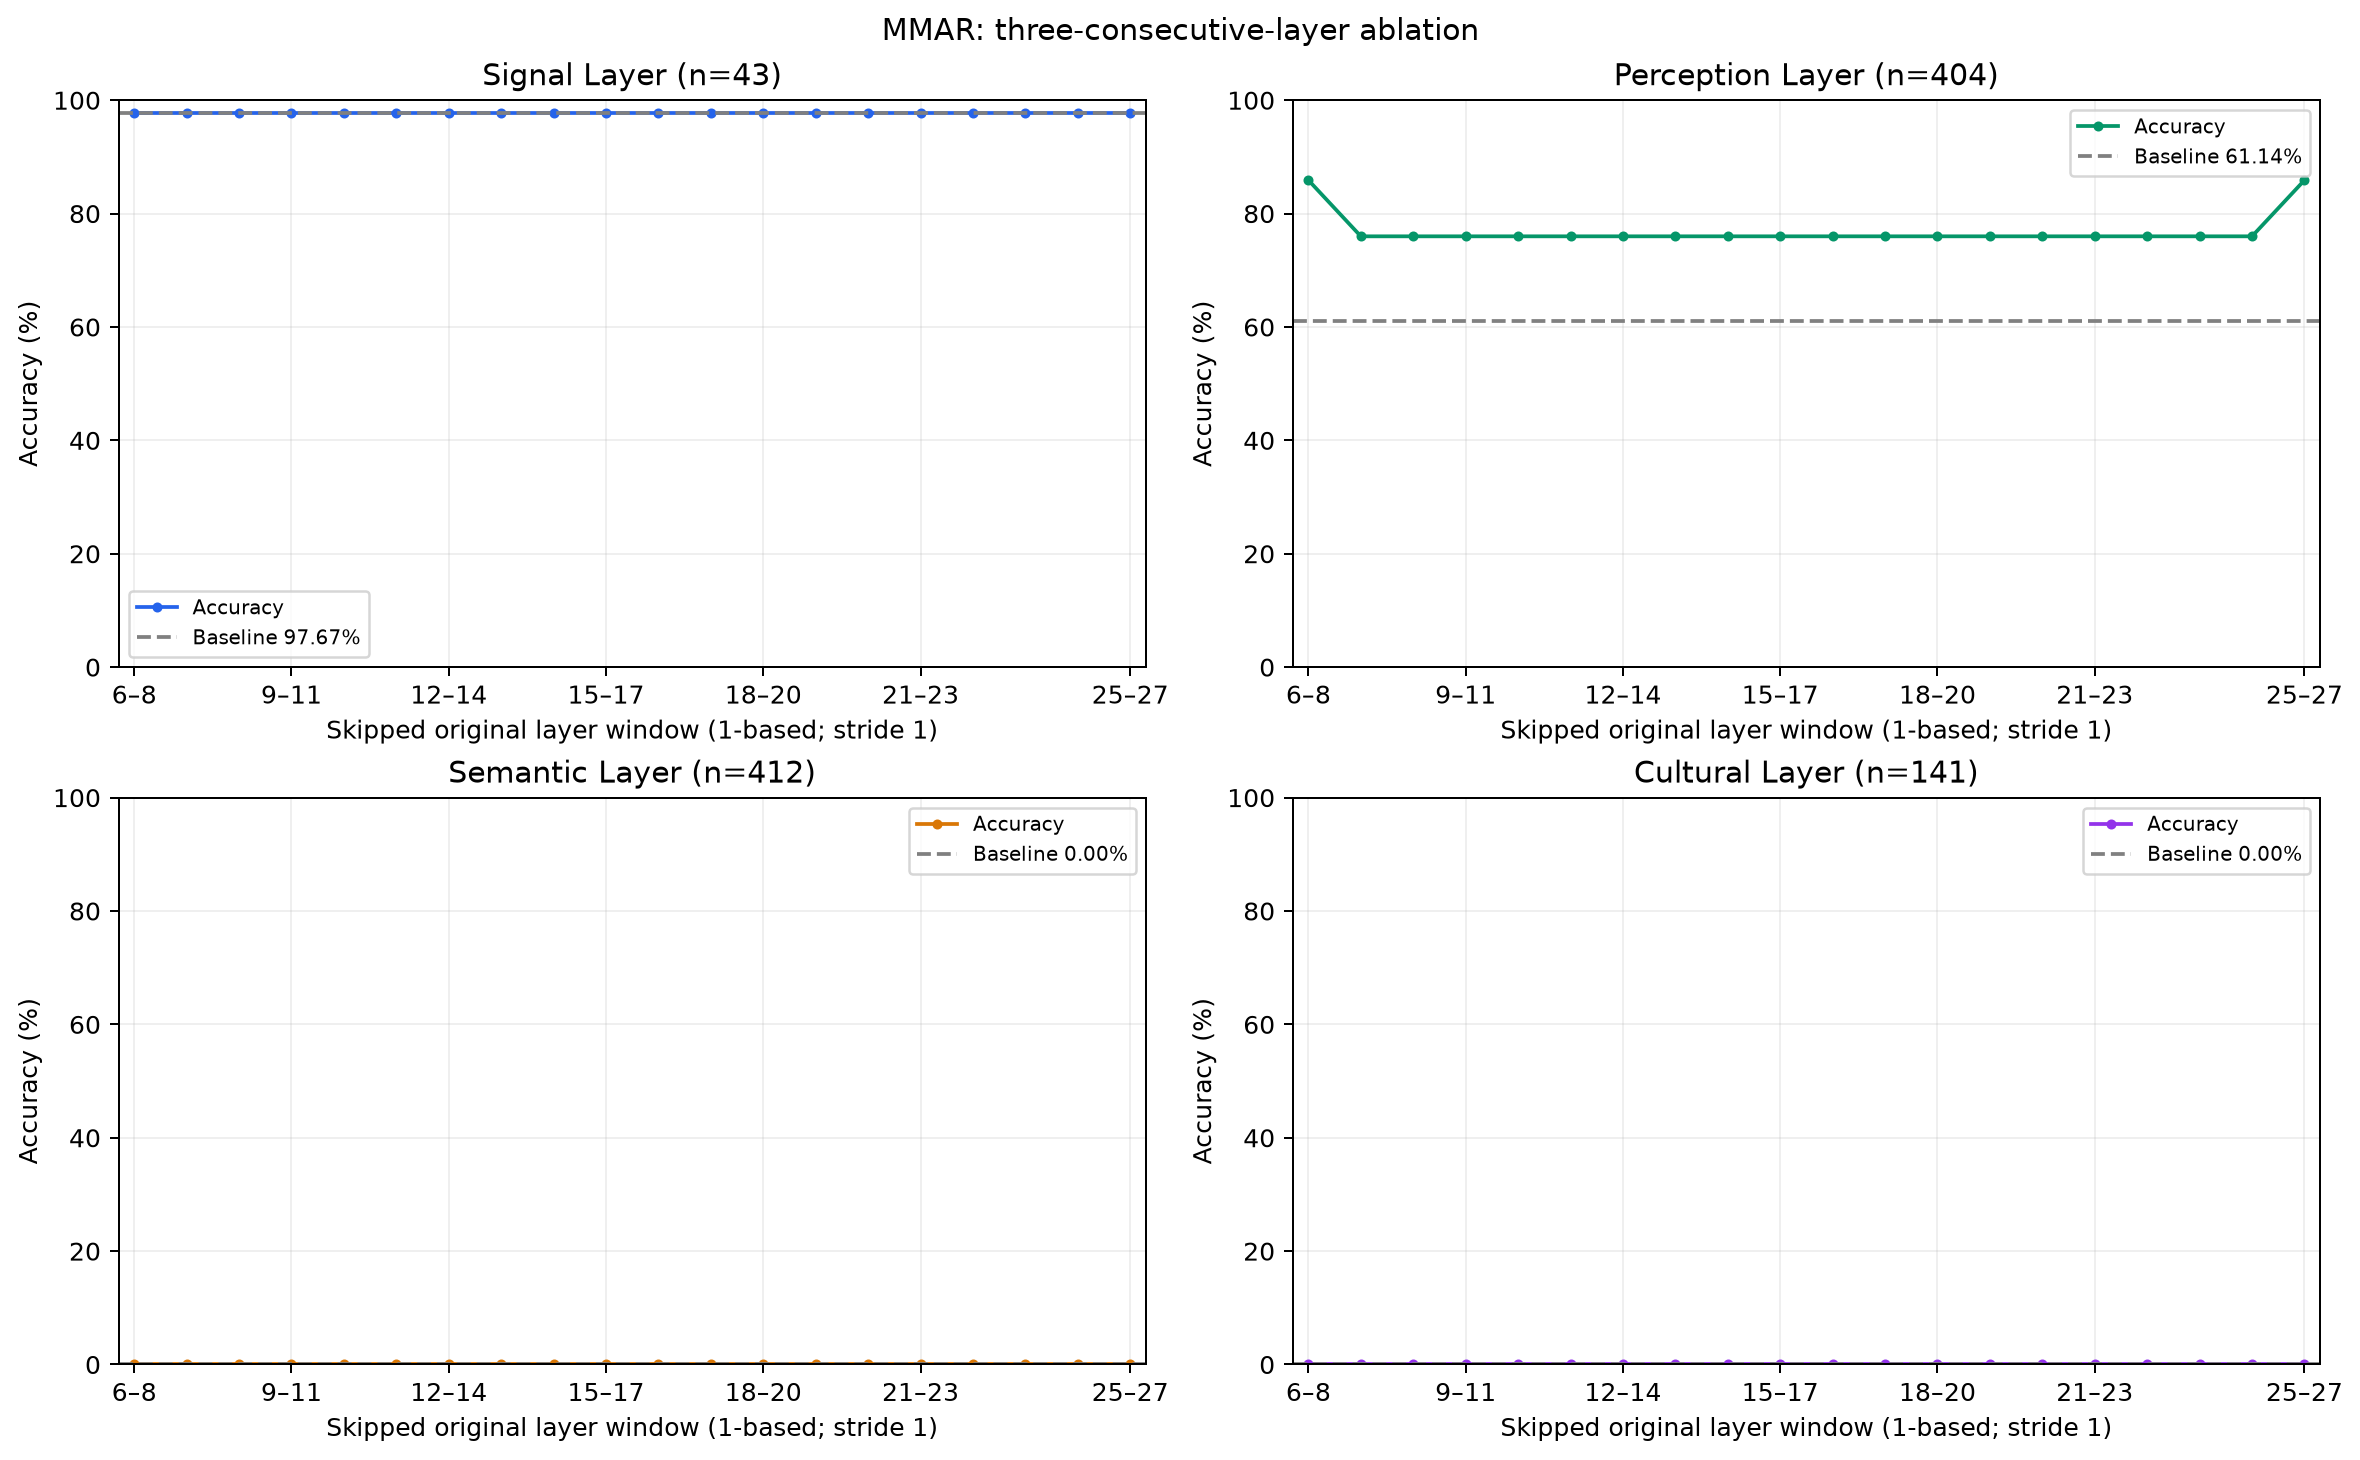 MMAR: three-consecutive-layer ablation
Signal Layer (n=43)
Accuracy (%)
100
80
60
40
20
0
Accuracy
Baseline 97.67%
6–8 9–11 12–14 15–17 18–20 21–23 25–27
Skipped original layer window (1-based; stride 1)
Perception Layer (n=404)
Accuracy (%)
100
80
60
40
20
0
Accuracy
Baseline 61.14%
6–8 9–11 12–14 15–17 18–20 21–23 25–27
Skipped original layer window (1-based; stride 1)
Semantic Layer (n=412)
Accuracy (%)
100
80
60
40
20
0
Accuracy
Baseline 0.00%
6–8 9–11 12–14 15–17 18–20 21–23 25–27
Skipped original layer window (1-based; stride 1)
Cultural Layer (n=141)
Accuracy (%)
100
80
60
40
20
0
Accuracy
Baseline 0.00%
6–8 9–11 12–14 15–17 18–20 21–23 25–27
Skipped original layer window (1-based; stride 1)